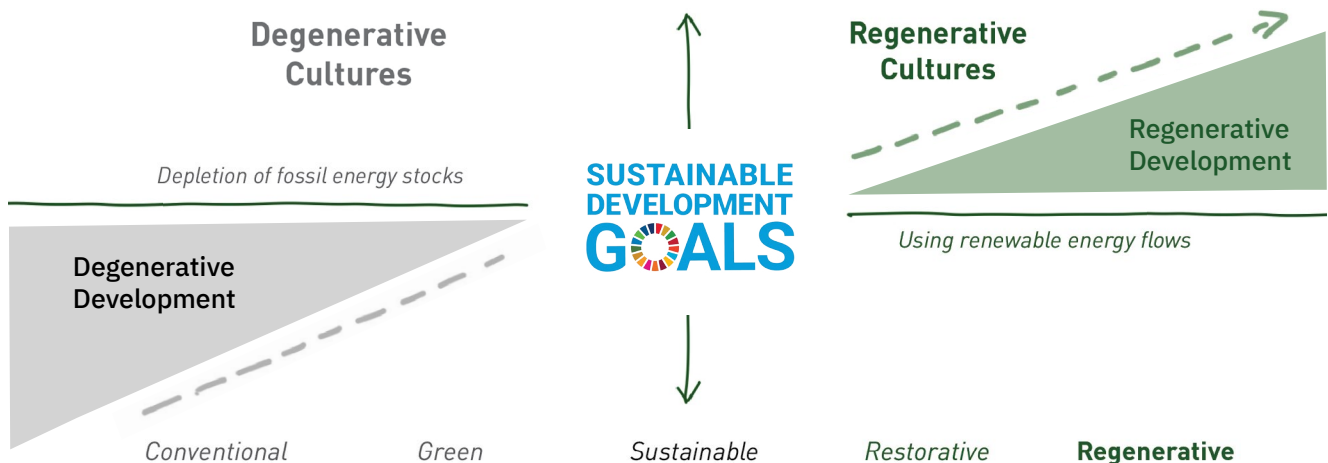 Degenerative
Cultures
Regenerative
Cultures
Regenerative
Development
Depletion of fossil energy stocks
SUSTAINABLE
DEVELOPMENT
GOALS
Using renewable energy flows
Degenerative
Development
Conventional
Green
Sustainable
Restorative
Regenerative